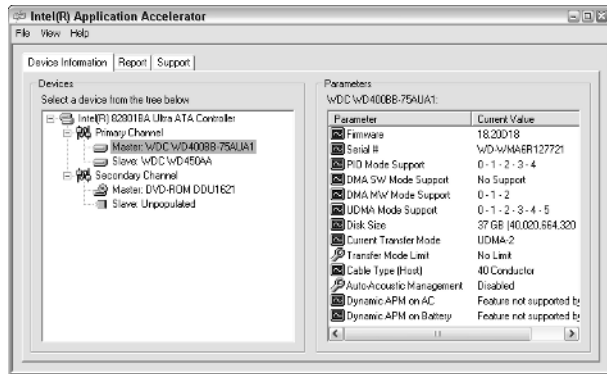 Intel(R) Application Accelerator
File View Help
Device Information Report Support
Devices
Select a device from the tree below
Intel(R) 82801BA Ultra ATA Controller
Primary Channel
Master: WDC WD400BB-75AUA1
Slave: WDC WD450AA
Secondary Channel
Master: DVD-ROM DDU1621
Slave: Unpopulated
Parameters
WDC WD400BB-75AUA1:
Parameter Current Value
Firmware 18.20D18
Serial # WD-WMA6R127721
PIO Mode Support 0 - 1 - 2 - 3 - 4
DMA SW Mode Support No Support
DMA MW Mode Support 0 - 1 - 2
UDMA Mode Support 0 - 1 - 2 - 3 - 4 - 5
Disk Size 37 GB (40,020,664,320
Current Transfer Mode UDMA-2
Transfer Mode Limit No Limit
Cable Type (Host) 40 Conductor
Auto-Acoustic Management Disabled
Dynamic APM on AC Feature not supported b
Dynamic APM on Battery Feature not supported b